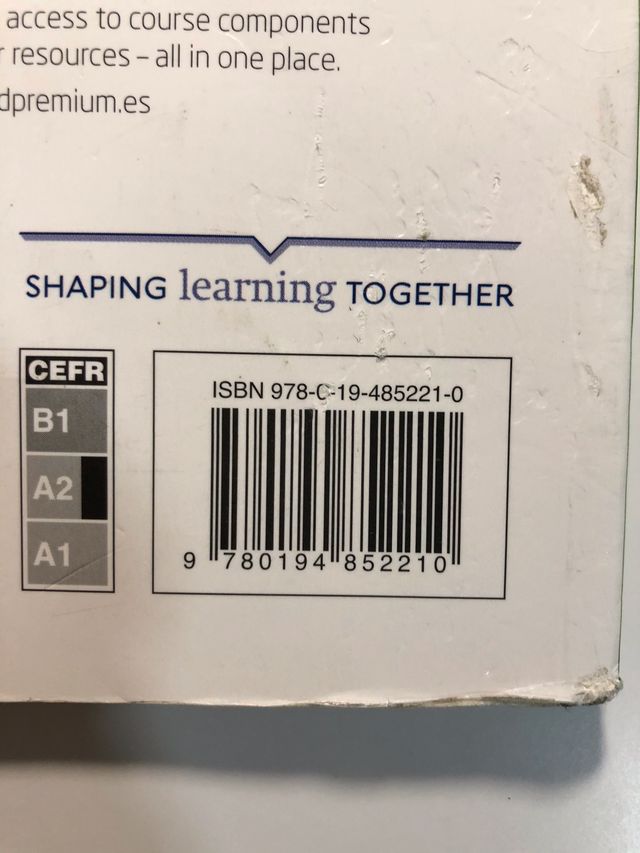 access to course components
resources – all in one place.
dpremium.es
SHAPING learning TOGETHER
CEFR
B1
A2
A1
ISBN 978-0-19-485221-0
9 780194 852210